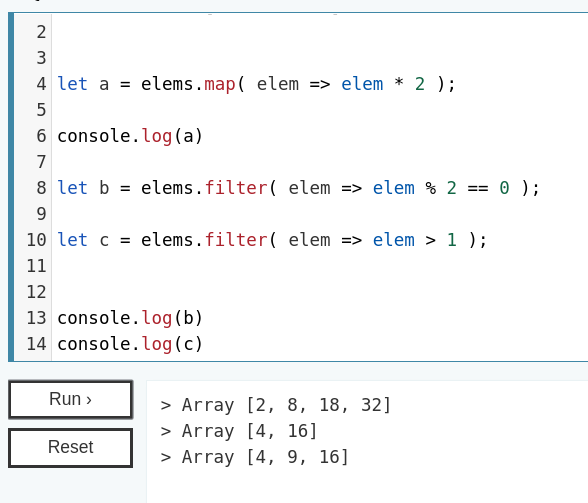 2
3
4 let a = elems.map( elem => elem * 2 );
5
6 console.log(a)
7
8 let b = elems.filter( elem => elem % 2 == 0 );
9
10 let c = elems.filter( elem => elem > 1 );
11
12
13 console.log(b)
14 console.log(c)
Run ›
Reset
> Array [2, 8, 18, 32]
> Array [4, 16]
> Array [4, 9, 16]